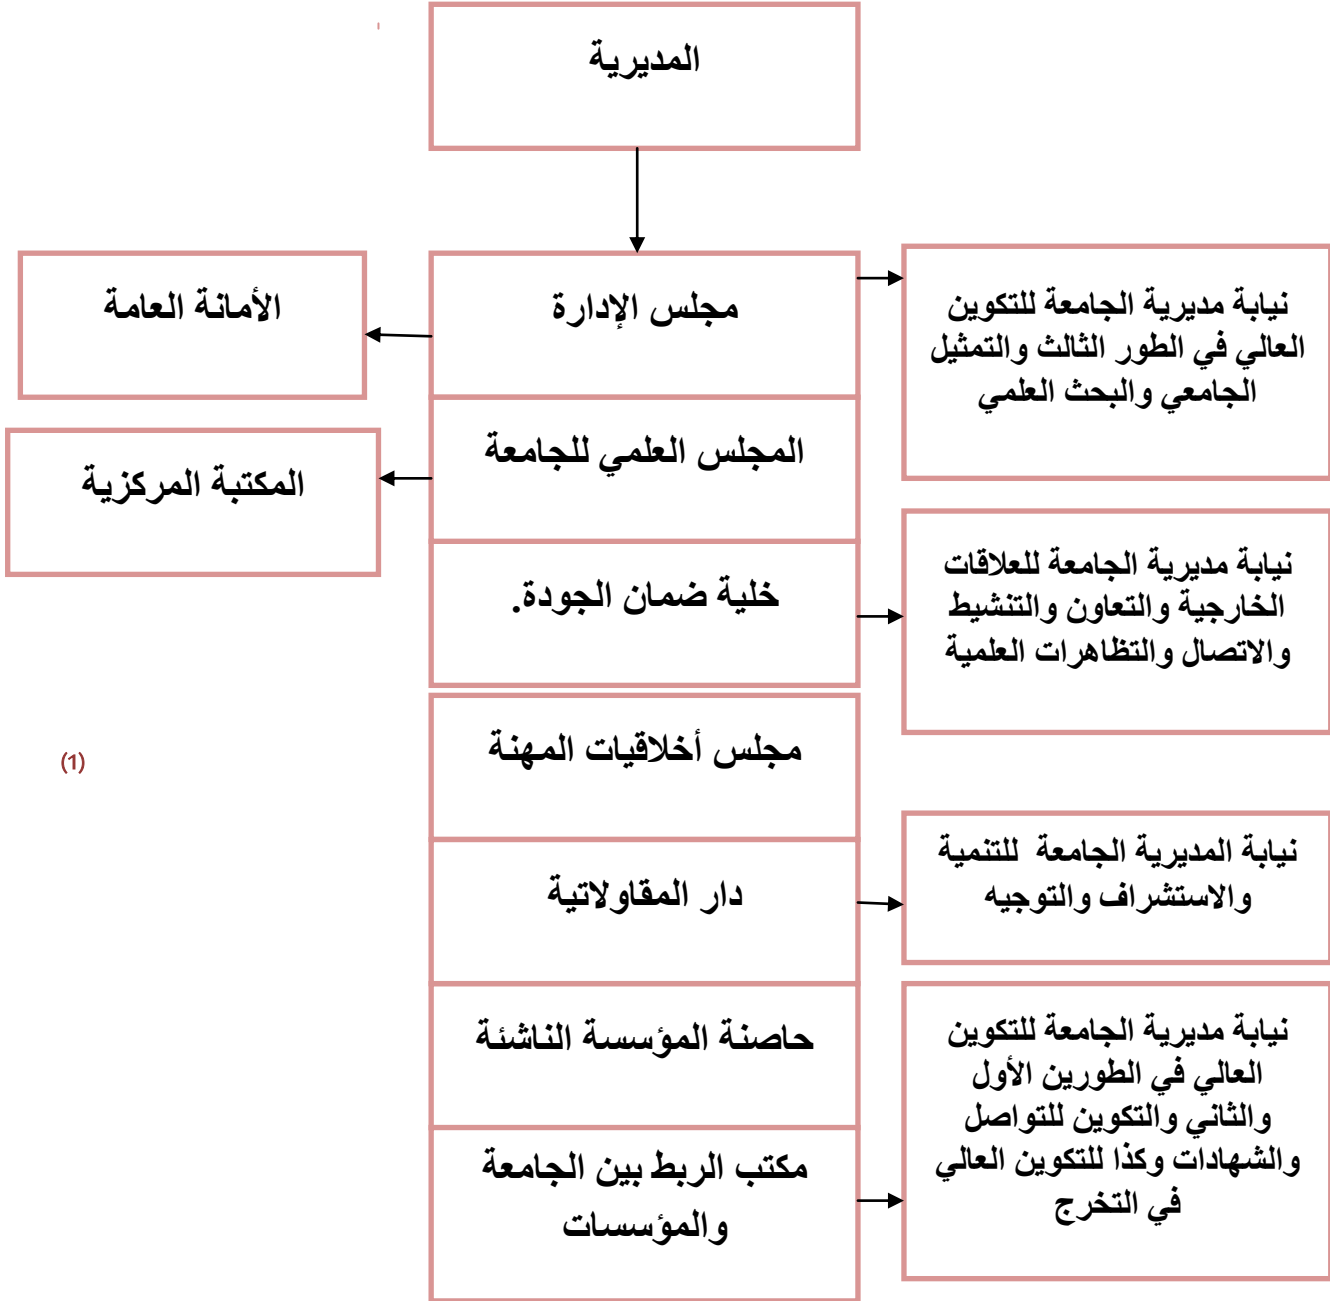 المديرية
مجلس الإدارة
الأمانة العامة
نيابة مديرية الجامعة للتكوين
العالي في الطور الثالث والتمثيل
الجامعي والبحث العلمي
المجلس العلمي للجامعة
المكتبة المركزية
خلية ضمان الجودة.
نيابة مديرية الجامعة للعلاقات
الخارجية والتعاون والتنشيط
والاتصال والتظاهرات العلمية
مجلس أخلاقيات المهنة
(1)
دار المقاولاتية
نيابة المديرية الجامعة للتنمية
والاستشراف والتوجيه
حاصنة المؤسسة الناشئة
نيابة مديرية الجامعة للتكوين
العالي في الطورين الأول
والثاني والتكوين للتواصل
والشهادات وكذا للتكوين العالي
في التخرج
مكتب الربط بين الجامعة
والمؤسسات